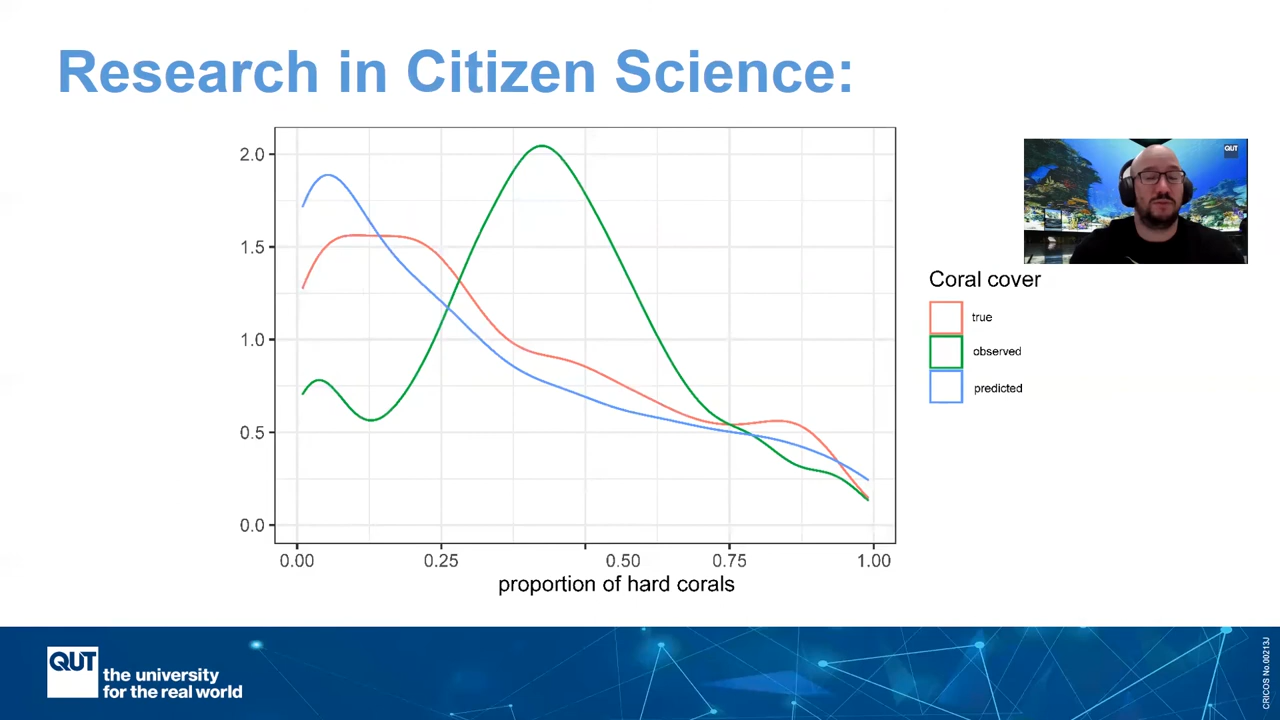 Research in Citizen Science:
2.0
1.5
1.0
0.5
0.0
0.00 0.25 0.50 0.75 1.00
proportion of hard corals
QUT
Coral cover
true
observed
predicted
QUT
the university
for the real world
CRICOS No.00213J